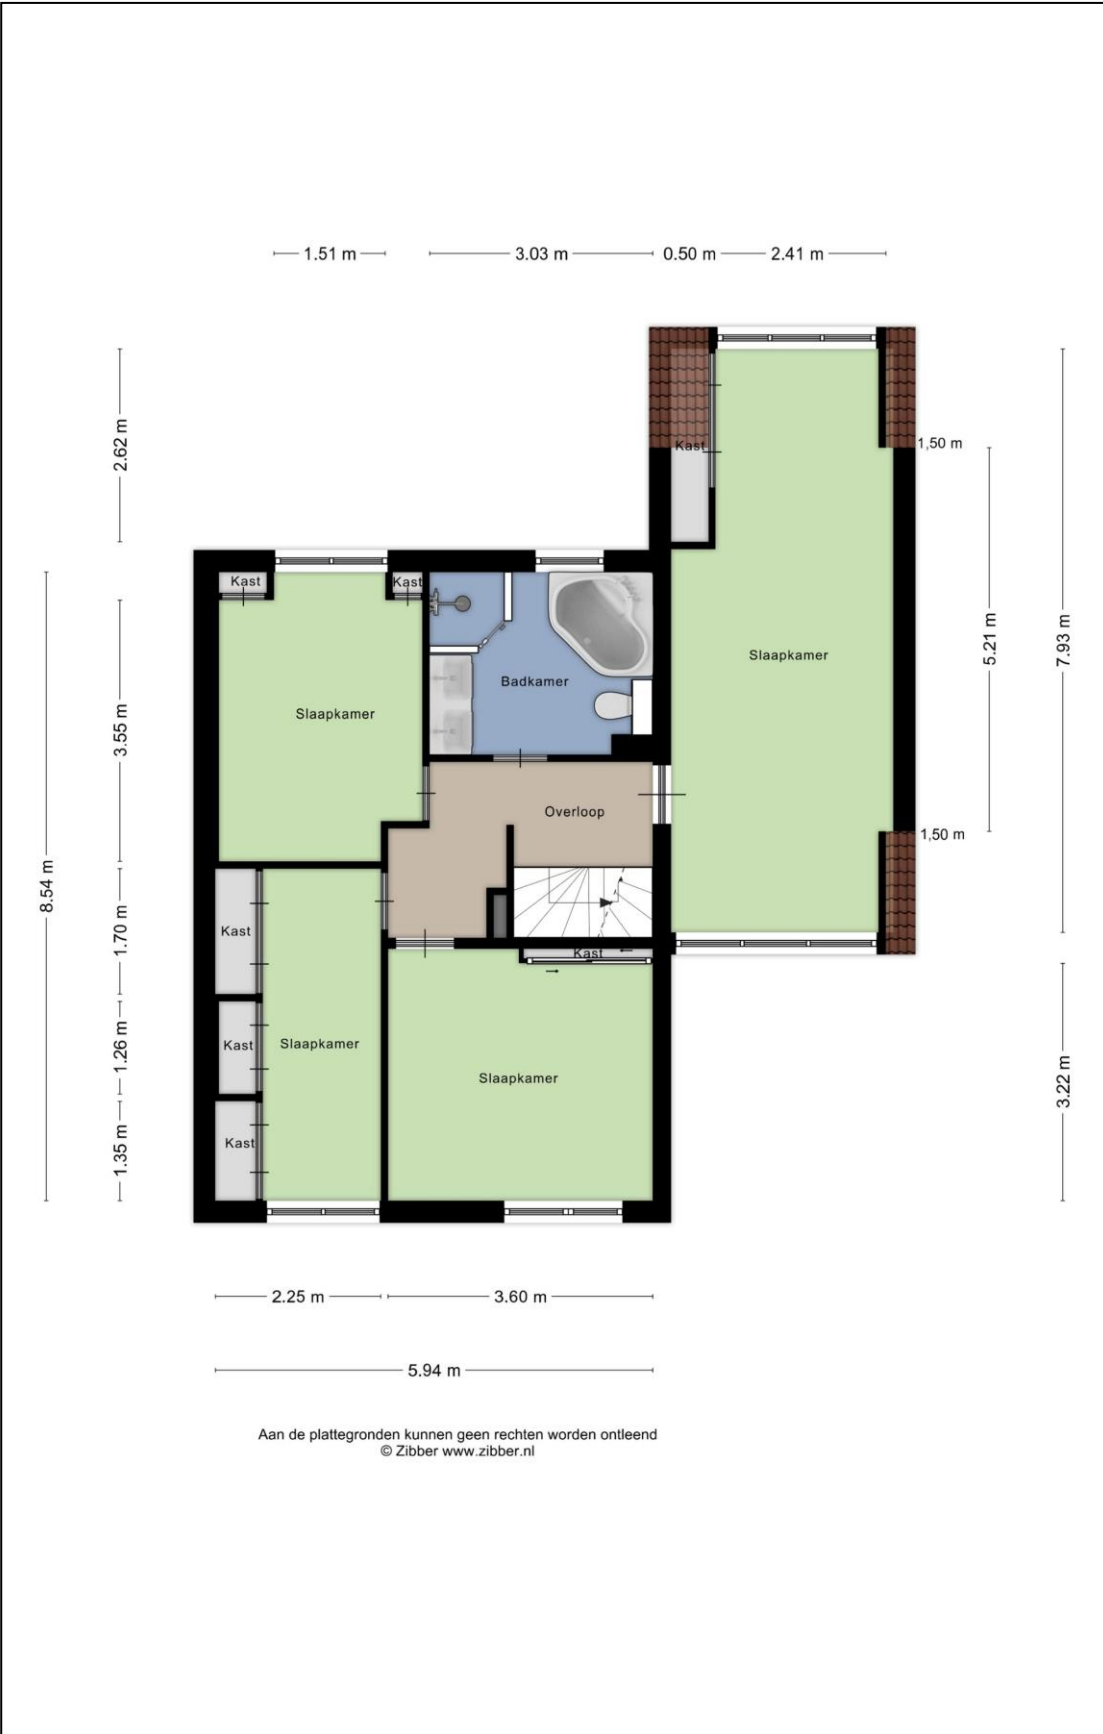 1.51 m
3.03 m
0.50 m
2.41 m
2.62 m
Kast
1,50 m
Kast
Kast
5.21 m
7.93 m
Slaapkamer
Badkamer
Slaapkamer
3.55 m
Overloop
1,50 m
8.54 m
Kast
1.70 m
Kast
Kast
Slaapkamer
1.26 m
Slaapkamer
3.22 m
Kast
1.35 m
2.25 m
3.60 m
5.94 m
Aan de plattegronden kunnen geen rechten worden ontleend
© Zibber www.zibber.nl